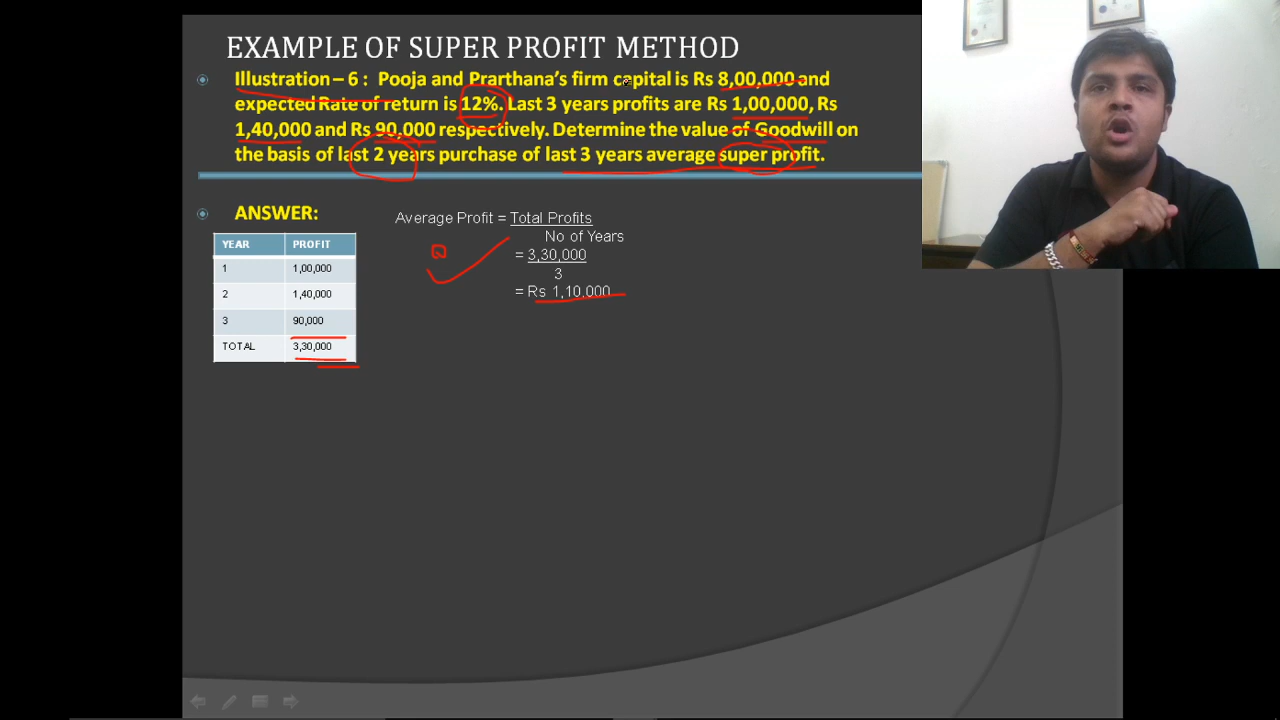 EXAMPLE OF SUPER PROFIT METHOD
Illustration – 6 : Pooja and Prarthana's firm capital is Rs 8,00,000 and
expected Rate of return is 12%. Last 3 years profits are Rs 1,00,000, Rs
1,40,000 and Rs 90,000 respectively. Determine the value of Goodwill on
the basis of last 2 years purchase of last 3 years average super profit.
ANSWER:
YEAR PROFIT
1 1,00,000
2 1,40,000
3 90,000
TOTAL 3,30,000
Average Profit = Total Profits
No of Years
= 3,30,000
3
= Rs 1,10,000